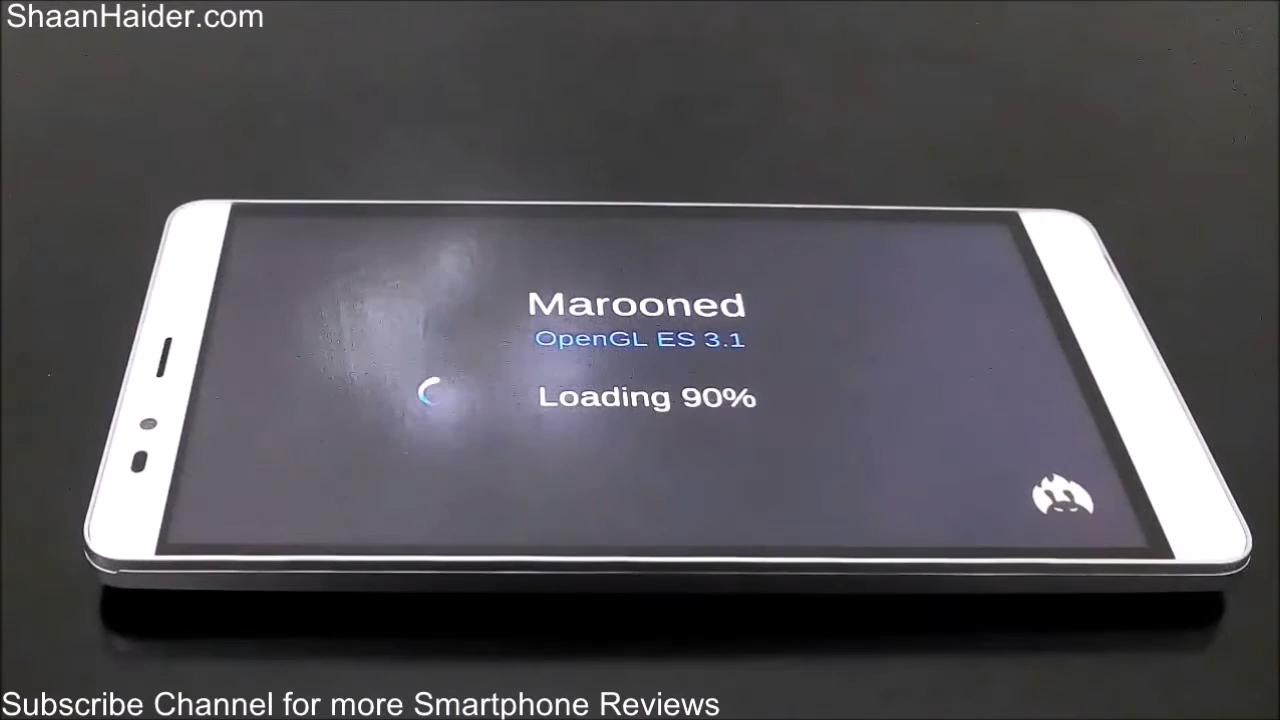 ShaanHaider.com
Marooned
OpenGL ES 3.1
Loading 90%
Subscribe Channel for more Smartphone Reviews